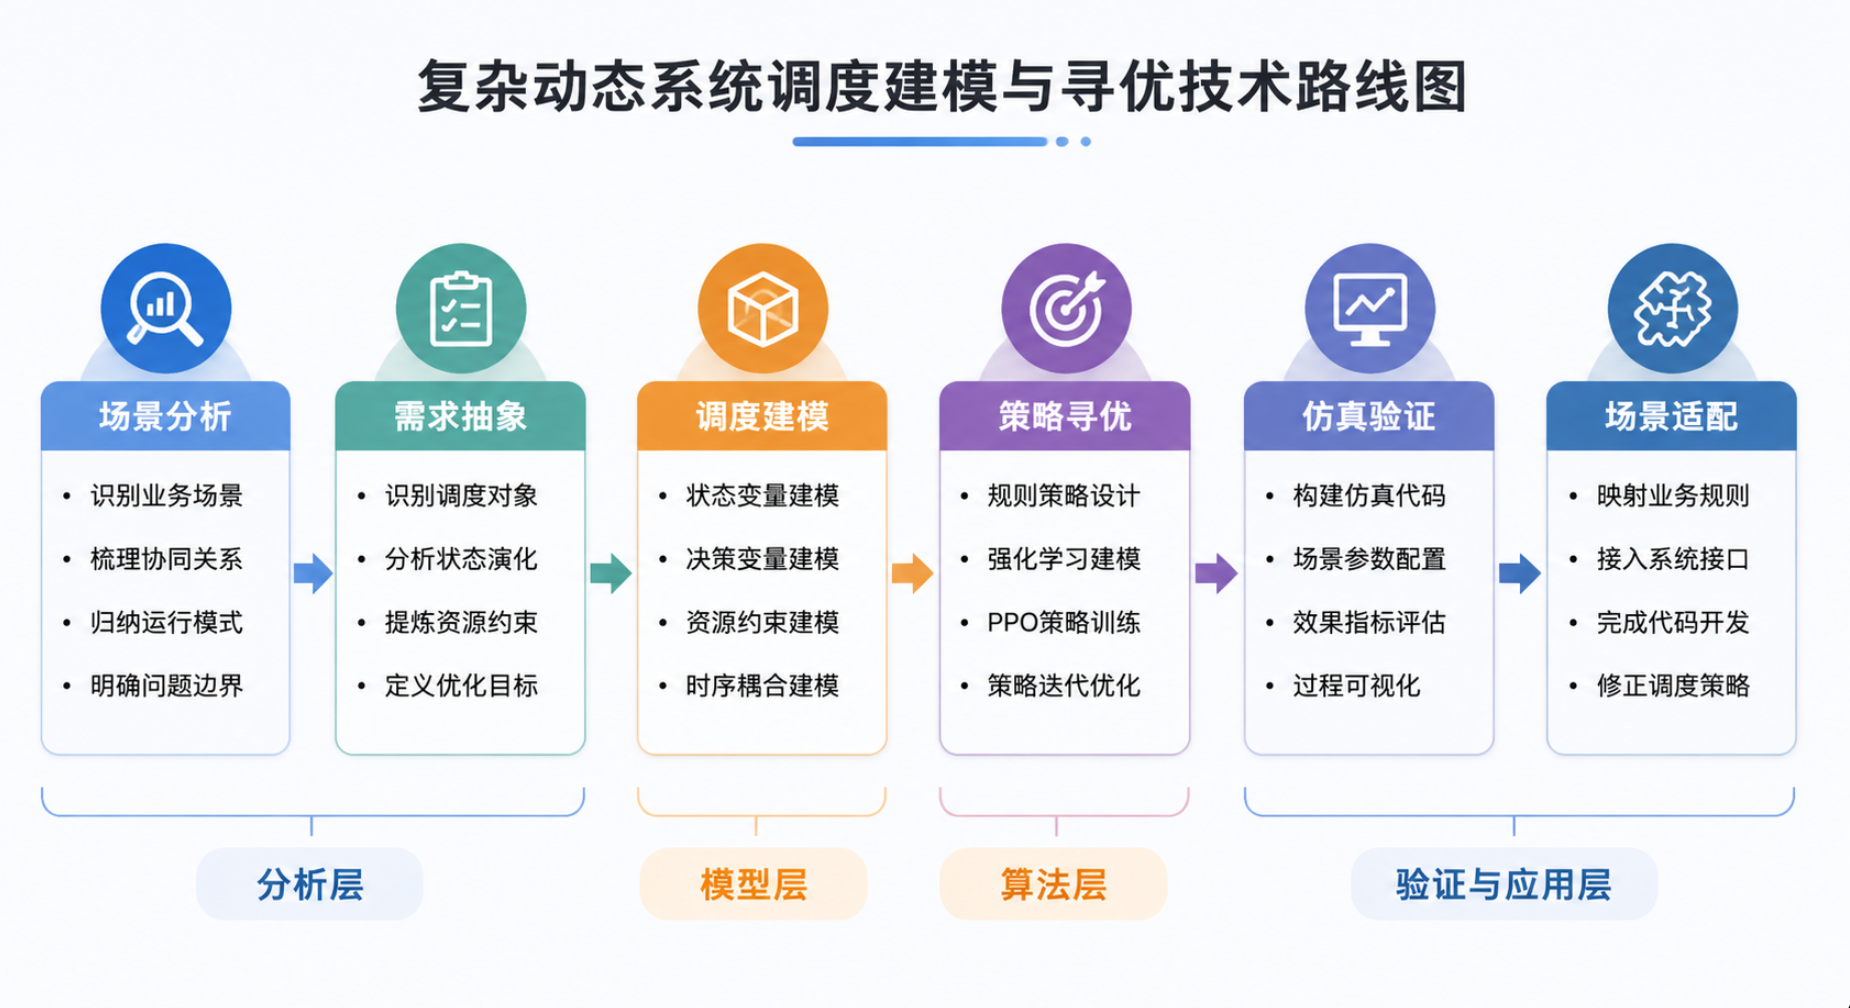 复杂动态系统调度建模与寻优技术路线图
场景分析
• 识别业务场景
• 梳理协同关系
• 归纳运行模式
• 明确问题边界
需求抽象
• 识别调度对象
• 分析状态演化
• 提炼资源约束
• 定义优化目标
调度建模
• 状态变量建模
• 决策变量建模
• 资源约束建模
• 时序耦合建模
策略寻优
• 规则策略设计
• 强化学习建模
• PPO策略训练
• 策略迭代优化
仿真验证
• 构建仿真代码
• 场景参数配置
• 效果指标评估
• 过程可视化
场景适配
• 映射业务规则
• 接入系统接口
• 完成代码开发
• 修正调度策略
分析层
模型层
算法层
验证与应用层